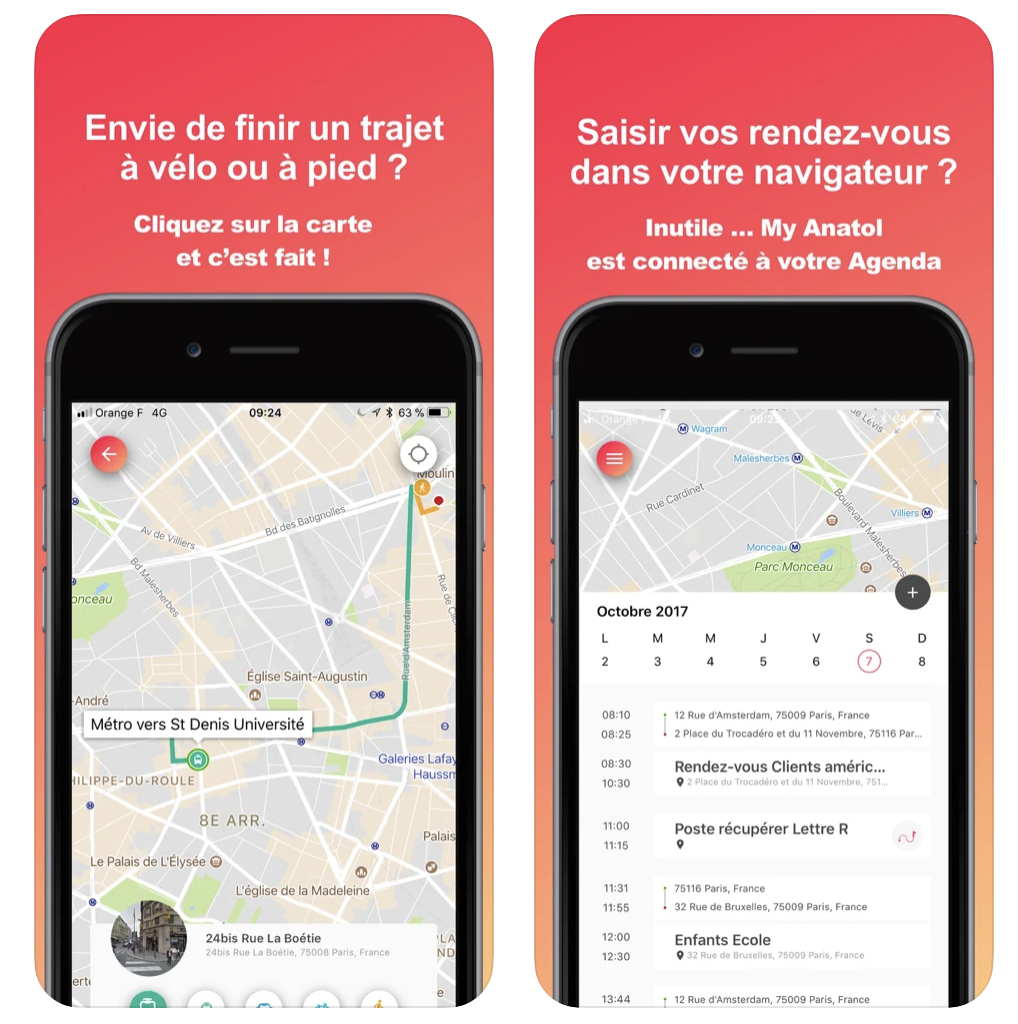 Envie de finir un trajet
à vélo ou à pied ?
Cliquez sur la carte
et c’est fait !
Orange F 4G 09:24 63 %
Moulin
Bd des Batignolles
Av de Villiers
Bd Malesherbes
onceau
Rue d'Amsterdam
Église Saint-Augustin
-André
Métro vers St Denis Université
Galeries Lafay
Haussm
HILIPPE-DU-ROULE
8E ARR.
Palais
Le Palais de L'Élysée
L'église de la Madeleine
24bis Rue La Boétie
24bis Rue La Boétie, 75008 Paris, France
Saisir vos rendez-vous
dans votre navigateur ?
Inutile ... My Anatol
est connecté à votre Agenda
Wagram
Malesherbes
Rue Cardinet
Boulevard Malesherbes
Villiers
Monceau
Parc Monceau
Octobre 2017
L M M J V S D
2 3 4 5 6 7 8
08:10 12 Rue d'Amsterdam, 75009 Paris, France
08:25 2 Place du Trocadéro et du 11 Novembre, 75116 Par...
08:30 Rendez-vous Clients améric...
10:30 2 Place du Trocadéro et du 11 Novembre, 751...
11:00 Poste récupérer Lettre R
11:15
11:31 75116 Paris, France
11:55 32 Rue de Bruxelles, 75009 Paris, France
12:00 Enfants Ecole
12:30 32 Rue de Bruxelles, 75009 Paris, France
13:44 12 Rue d'Amsterdam, 75009 Paris, France